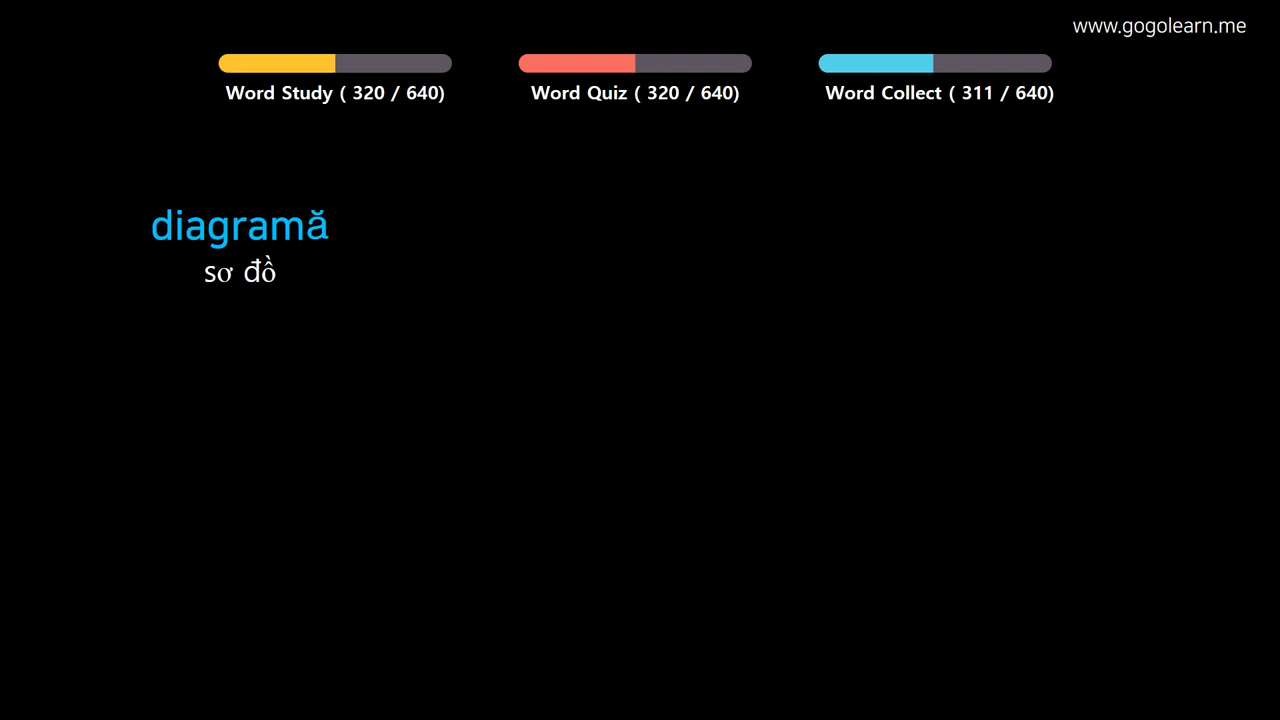 www.gogolearn.me
Word Study ( 320 / 640)
Word Quiz ( 320 / 640)
Word Collect ( 311 / 640)
diagramă
sơ đồ